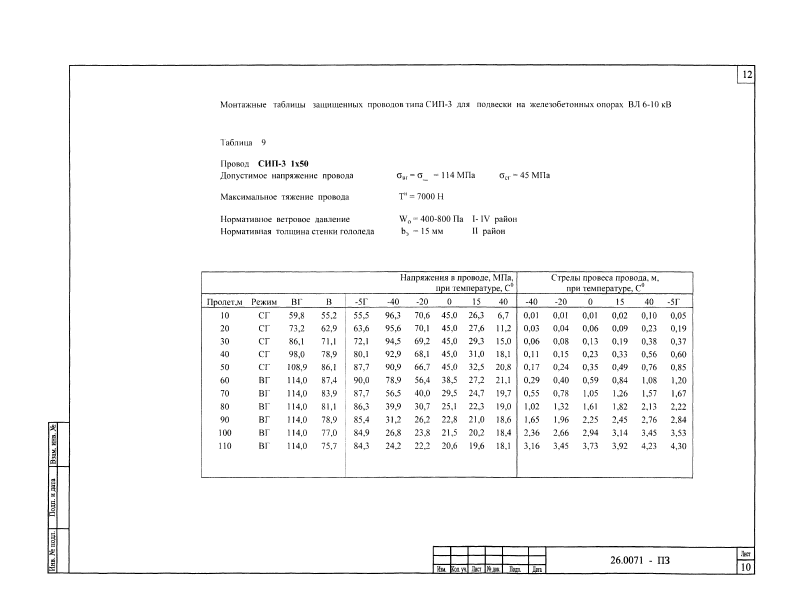 12
Монтажные таблицы защищенных проводов типа СИП-3 для подвески на железобетонных опорах ВЛ 6-10 кВ
Таблица 9
Провод СИП-3 1х50
Допустимое напряжение провода σвг = σ_ = 114 МПа σсг = 45 МПа
Максимальное тяжение провода Tн = 7000 Н
Нормативное ветровое давление Wо = 400-800 Па I- IV район
Нормативная толщина стенки гололеда bэ = 15 мм II район
Напряжения в проводе, МПа, Стрелы провеса провода, м,
при температуре, С0 при температуре, С0
Пролет,м Режим ВГ В -5Г -40 -20 0 15 40 -40 -20 0 15 40 -5Г
10 СГ 59,8 55,2 55,5 96,3 70,6 45.0 26,3 6,7 0,01 0,01 0,01 0,02 0,10 0,05
20 СГ 73,2 62,9 63,6 95,6 70,1 45.0 27,6 11,2 0,03 0,04 0,06 0,09 0,23 0,19
30 СГ 86,1 71,1 72,1 94,5 69,2 45.0 29,3 15,0 0,06 0,08 0,13 0,19 0,38 0,37
40 СГ 98,0 78,9 80,1 92,9 68,1 45.0 31,0 18,1 0,11 0,15 0,23 0,33 0,56 0,60
50 СГ 108,9 86,1 87,7 90,9 66,7 45.0 32,5 20,8 0,17 0,24 0,35 0,49 0,76 0,85
60 ВГ 114,0 87,4 90,0 78,9 56,4 38,5 27,2 21,1 0,29 0,40 0,59 0,84 1,08 1,20
70 ВГ 114,0 83,9 87,7 56,5 40,0 29,5 24,7 19,7 0,55 0,78 1,05 1,26 1,57 1,67
80 ВГ 114,0 81,1 86,3 39,9 30,7 25,1 22,3 19,0 1,02 1,32 1,61 1,82 2,13 2,22
90 ВГ 114,0 78,9 85,4 31,2 26,2 22,8 21,0 18,6 1,65 1,96 2,25 2,45 2,76 2,84
100 ВГ 114,0 77,0 84,9 26,8 23,8 21,5 20,2 18,4 2,36 2,66 2,94 3,14 3,45 3,53
110 ВГ 114,0 75,7 84,3 24,2 22,2 20,6 19,6 18,1 3,16 3,45 3,73 3,92 4,23 4,30
Взам. инв. №
Подп. и дата
Инв. № подл.
Изм. Кол. уч. Лист № док. Подп. Дата
26.0071 - ПЗ
Лист
10